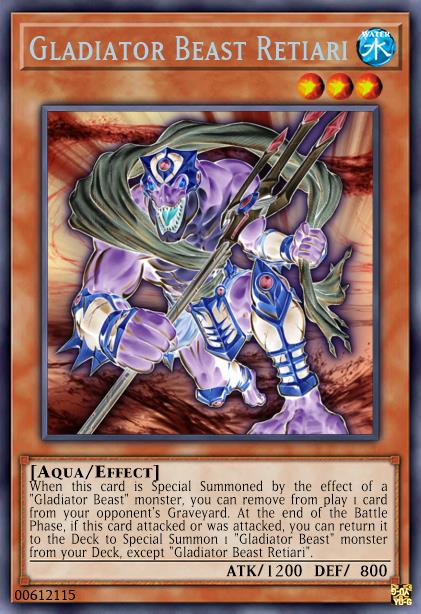 GLADIATOR BEAST RETIARI
WATER
水
[AQUA/EFFECT]
When this card is Special Summoned by the effect of a
"Gladiator Beast" monster, you can remove from play 1 card
from your opponent's Graveyard. At the end of the Battle
Phase, if this card attacked or was attacked, you can return it
to the Deck to Special Summon 1 "Gladiator Beast" monster
from your Deck, except "Gladiator Beast Retiari".
ATK/1200 DEF/ 800
00612115